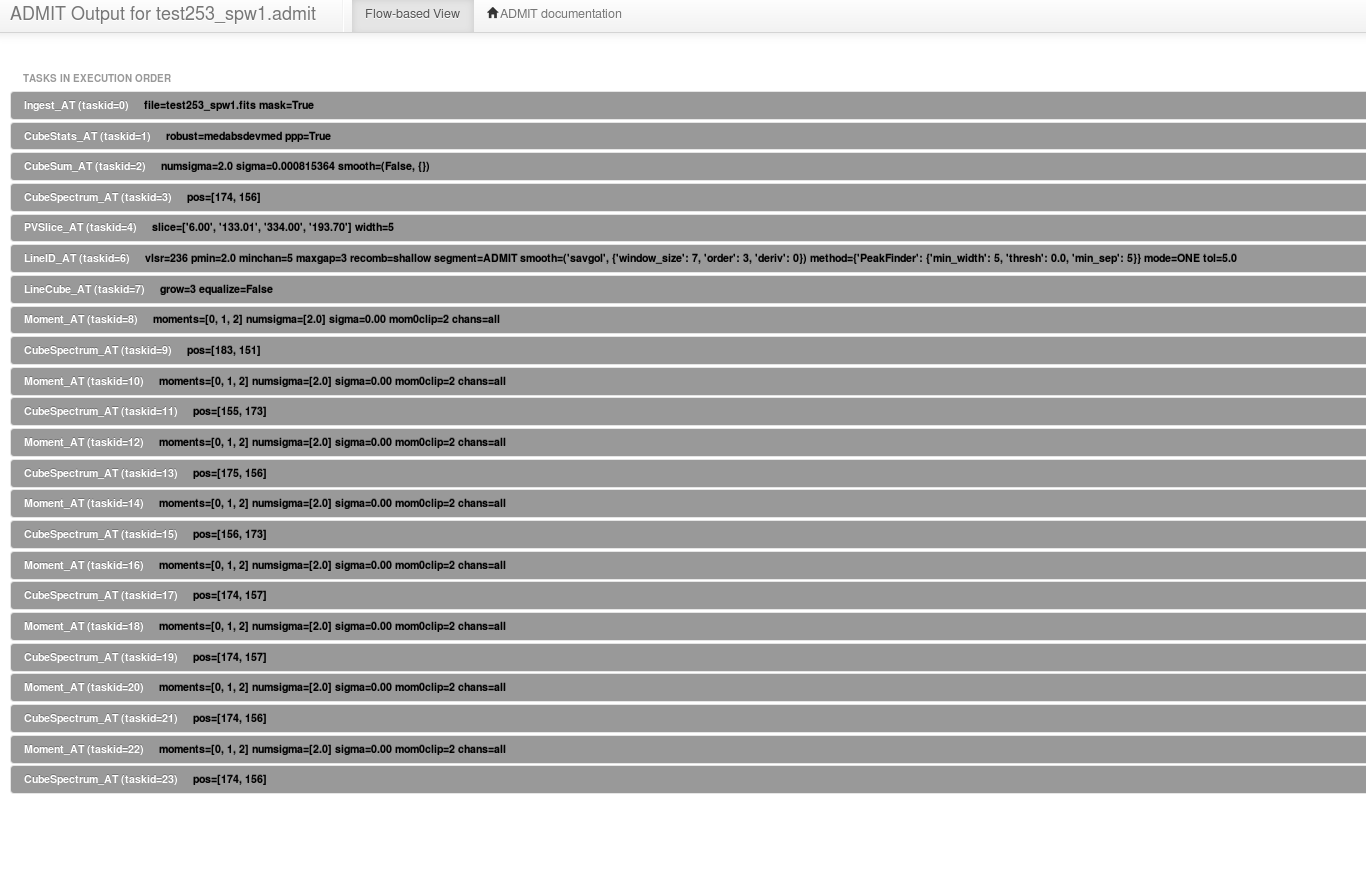 ADMIT Output for test253_spw1.admit Flow-based View ADMIT documentation
TASKS IN EXECUTION ORDER
Ingest_AT (taskid=0) file=test253_spw1.fits mask=True
CubeStats_AT (taskid=1) robust=medabsdevmed ppp=True
CubeSum_AT (taskid=2) numsigma=2.0 sigma=0.000815364 smooth=(False, {})
CubeSpectrum_AT (taskid=3) pos=[174, 156]
PVSlice_AT (taskid=4) slice=['6.00', '133.01', '334.00', '193.70'] width=5
LineID_AT (taskid=6) vlsr=236 pmin=2.0 minchan=5 maxgap=3 recomb=shallow segment=ADMIT smooth=('savgol', {'window_size': 7, 'order': 3, 'deriv': 0}) method={'PeakFinder': {'min_width': 5, 'thresh': 0.0, 'min_sep': 5}} mode=ONE tol=5.0
LineCube_AT (taskid=7) grow=3 equalize=False
Moment_AT (taskid=8) moments=[0, 1, 2] numsigma=[2.0] sigma=0.00 mom0clip=2 chans=all
CubeSpectrum_AT (taskid=9) pos=[183, 151]
Moment_AT (taskid=10) moments=[0, 1, 2] numsigma=[2.0] sigma=0.00 mom0clip=2 chans=all
CubeSpectrum_AT (taskid=11) pos=[155, 173]
Moment_AT (taskid=12) moments=[0, 1, 2] numsigma=[2.0] sigma=0.00 mom0clip=2 chans=all
CubeSpectrum_AT (taskid=13) pos=[175, 156]
Moment_AT (taskid=14) moments=[0, 1, 2] numsigma=[2.0] sigma=0.00 mom0clip=2 chans=all
CubeSpectrum_AT (taskid=15) pos=[156, 173]
Moment_AT (taskid=16) moments=[0, 1, 2] numsigma=[2.0] sigma=0.00 mom0clip=2 chans=all
CubeSpectrum_AT (taskid=17) pos=[174, 157]
Moment_AT (taskid=18) moments=[0, 1, 2] numsigma=[2.0] sigma=0.00 mom0clip=2 chans=all
CubeSpectrum_AT (taskid=19) pos=[174, 157]
Moment_AT (taskid=20) moments=[0, 1, 2] numsigma=[2.0] sigma=0.00 mom0clip=2 chans=all
CubeSpectrum_AT (taskid=21) pos=[174, 156]
Moment_AT (taskid=22) moments=[0, 1, 2] numsigma=[2.0] sigma=0.00 mom0clip=2 chans=all
CubeSpectrum_AT (taskid=23) pos=[174, 156]